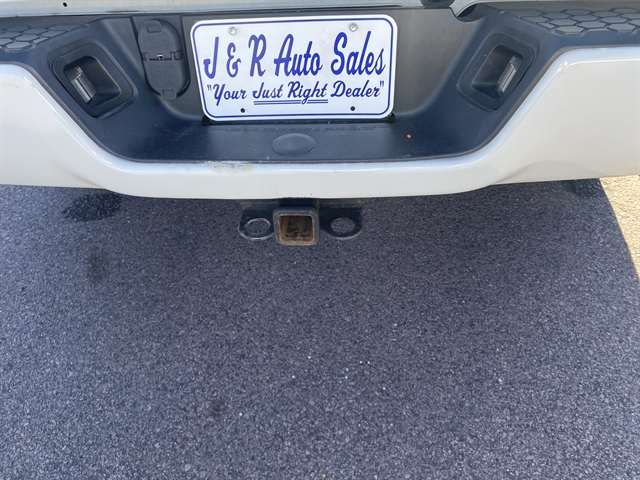 J & R Auto Sales
"Your Just Right Dealer"